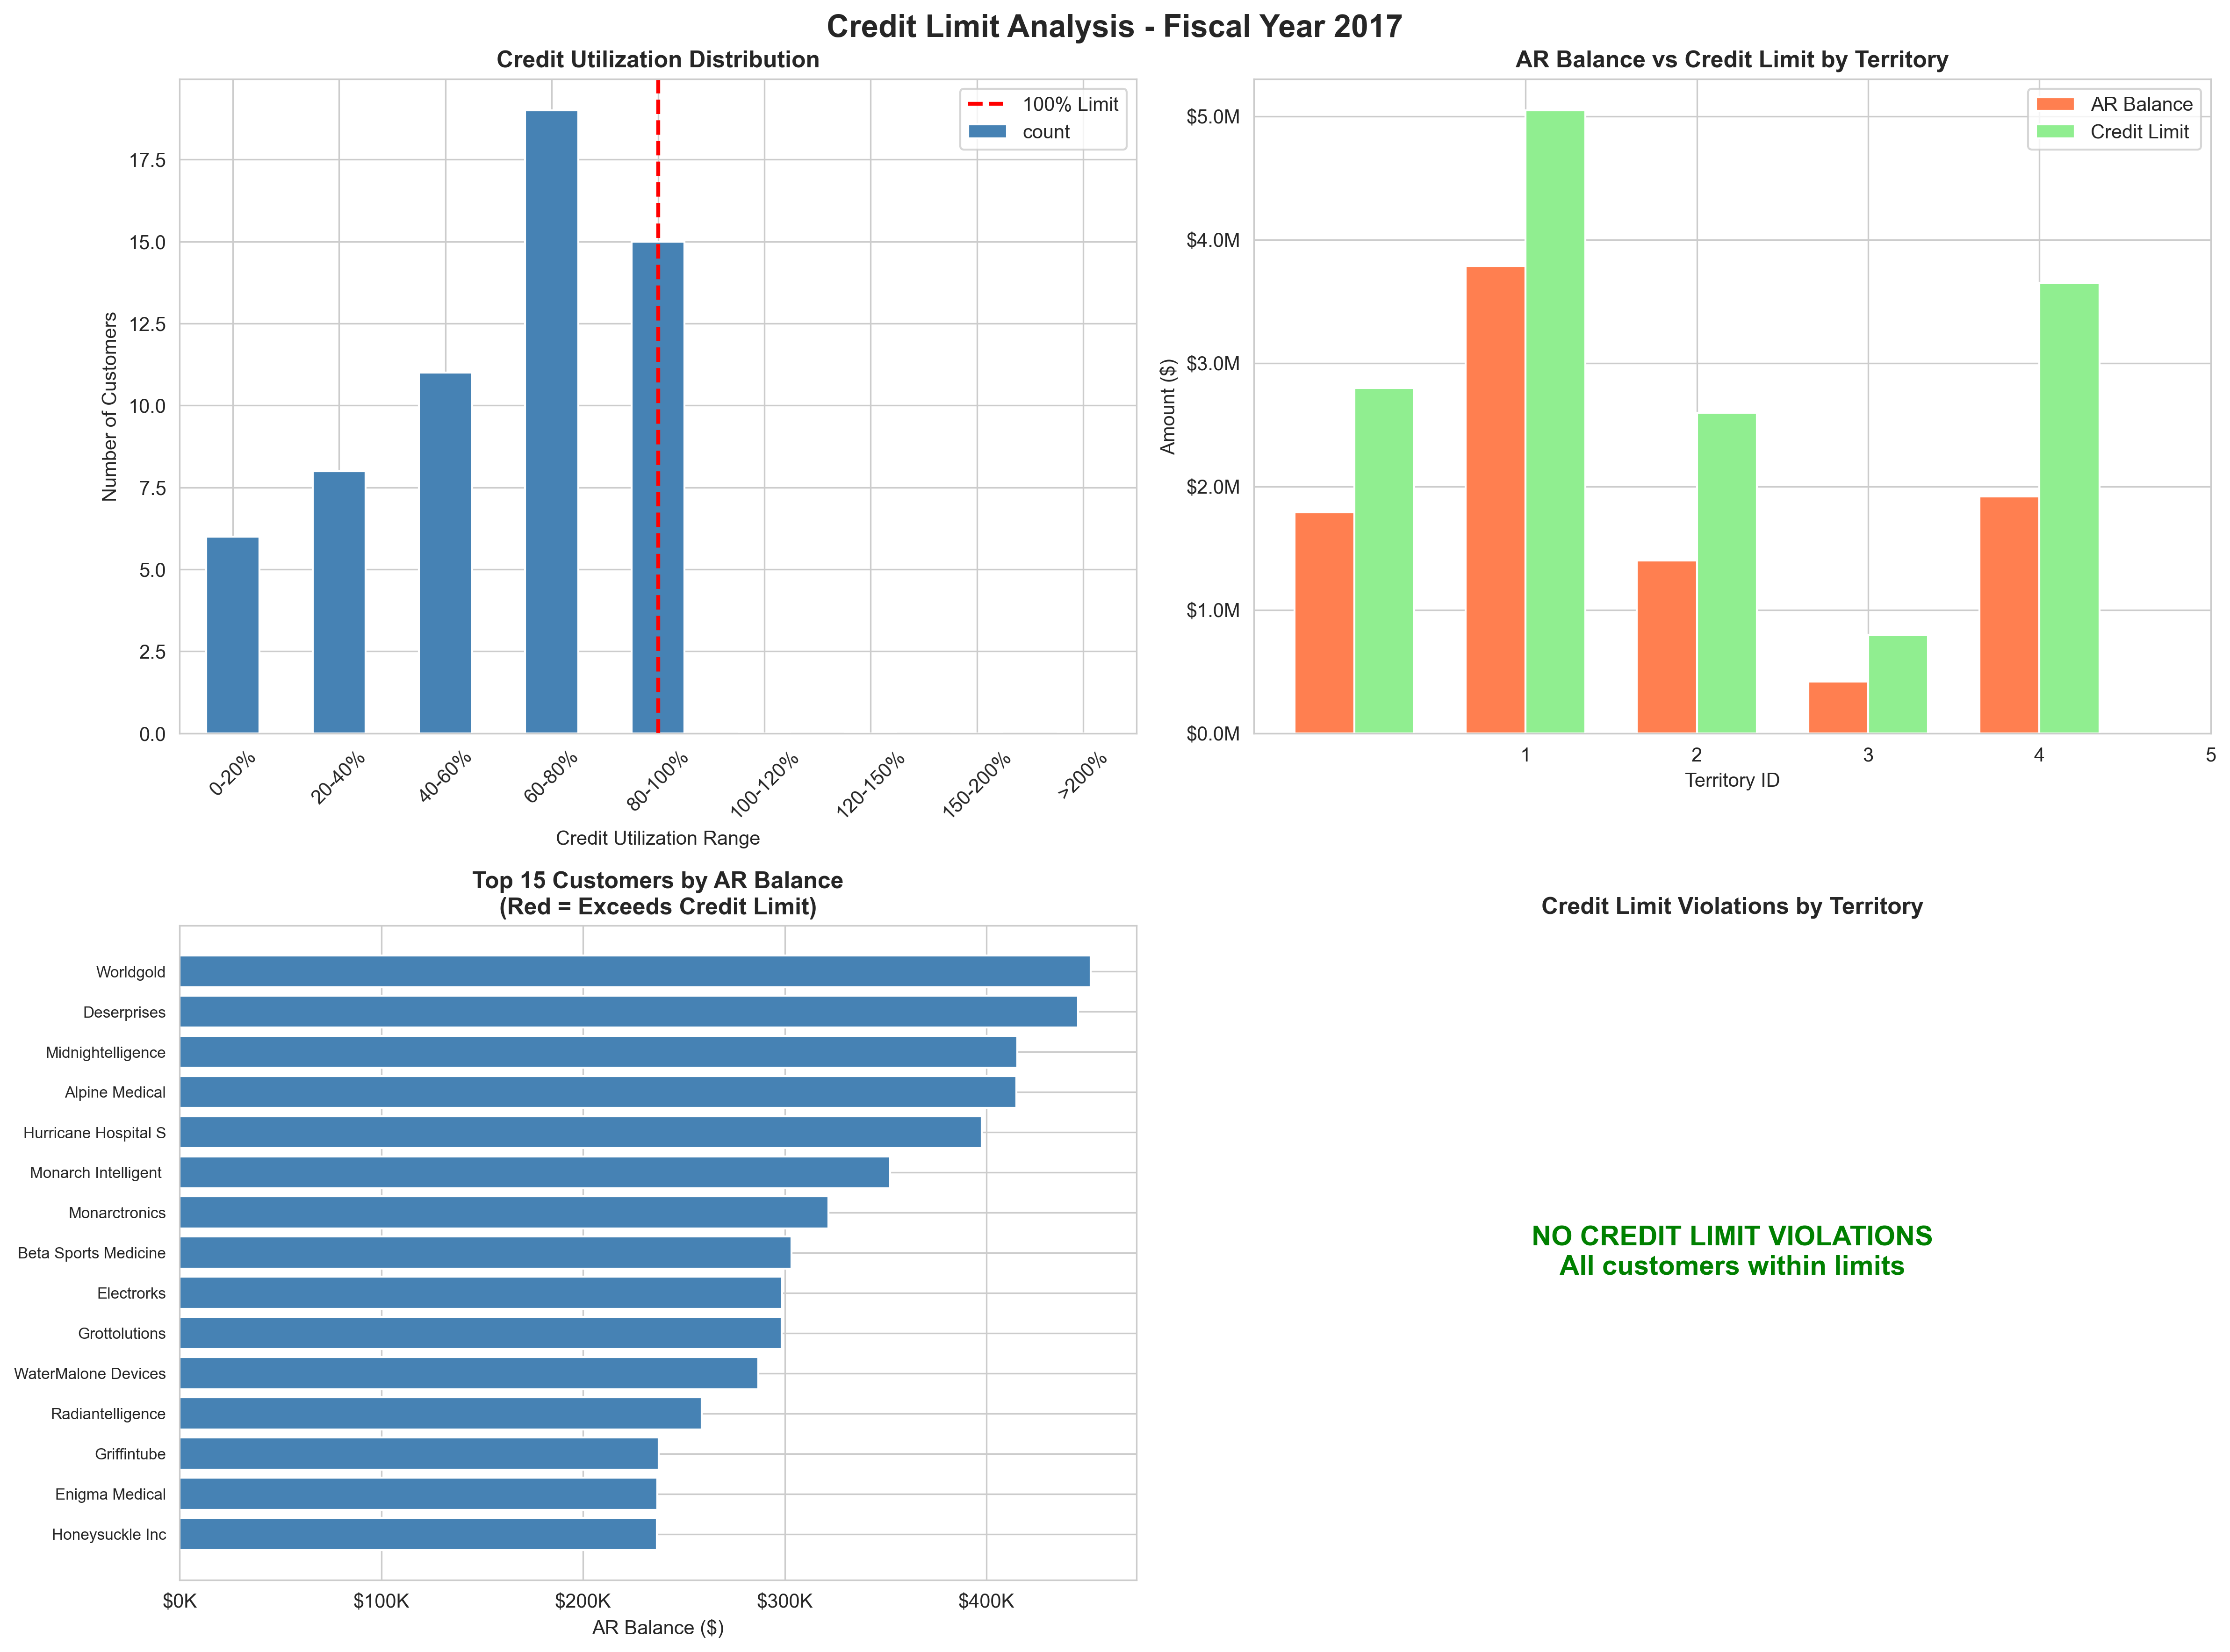 Credit Limit Analysis - Fiscal Year 2017
Credit Utilization Distribution
100% Limit
count
17.5
15.0
12.5
10.0
7.5
5.0
2.5
0.0
Number of Customers
0-20%
20-40%
40-60%
60-80%
80-100%
100-120%
120-150%
150-200%
>200%
Credit Utilization Range
AR Balance vs Credit Limit by Territory
AR Balance
Credit Limit
$5.0M
$4.0M
$3.0M
$2.0M
$1.0M
$0.0M
Amount ($)
1
2
3
4
5
Territory ID
Top 15 Customers by AR Balance
(Red = Exceeds Credit Limit)
Worldgold
Deserprises
Midnightelligence
Alpine Medical
Hurricane Hospital S
Monarch Intelligent
Monarctronics
Beta Sports Medicine
Electrorks
Grottolutions
WaterMalone Devices
Radiantelligence
Griffintube
Enigma Medical
Honeysuckle Inc
$0K
$100K
$200K
$300K
$400K
AR Balance ($)
Credit Limit Violations by Territory
NO CREDIT LIMIT VIOLATIONS
All customers within limits